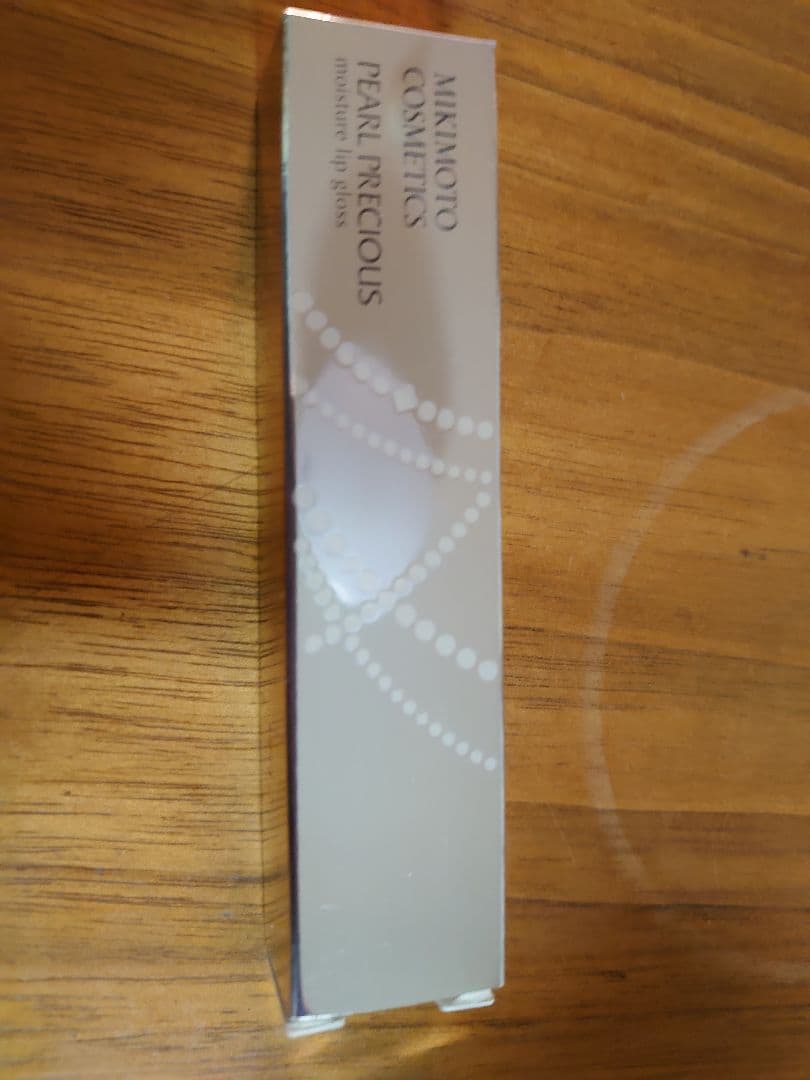 MIKIMOTO
COSMETICS
PEARL PRECIOUS
moisture lip gloss